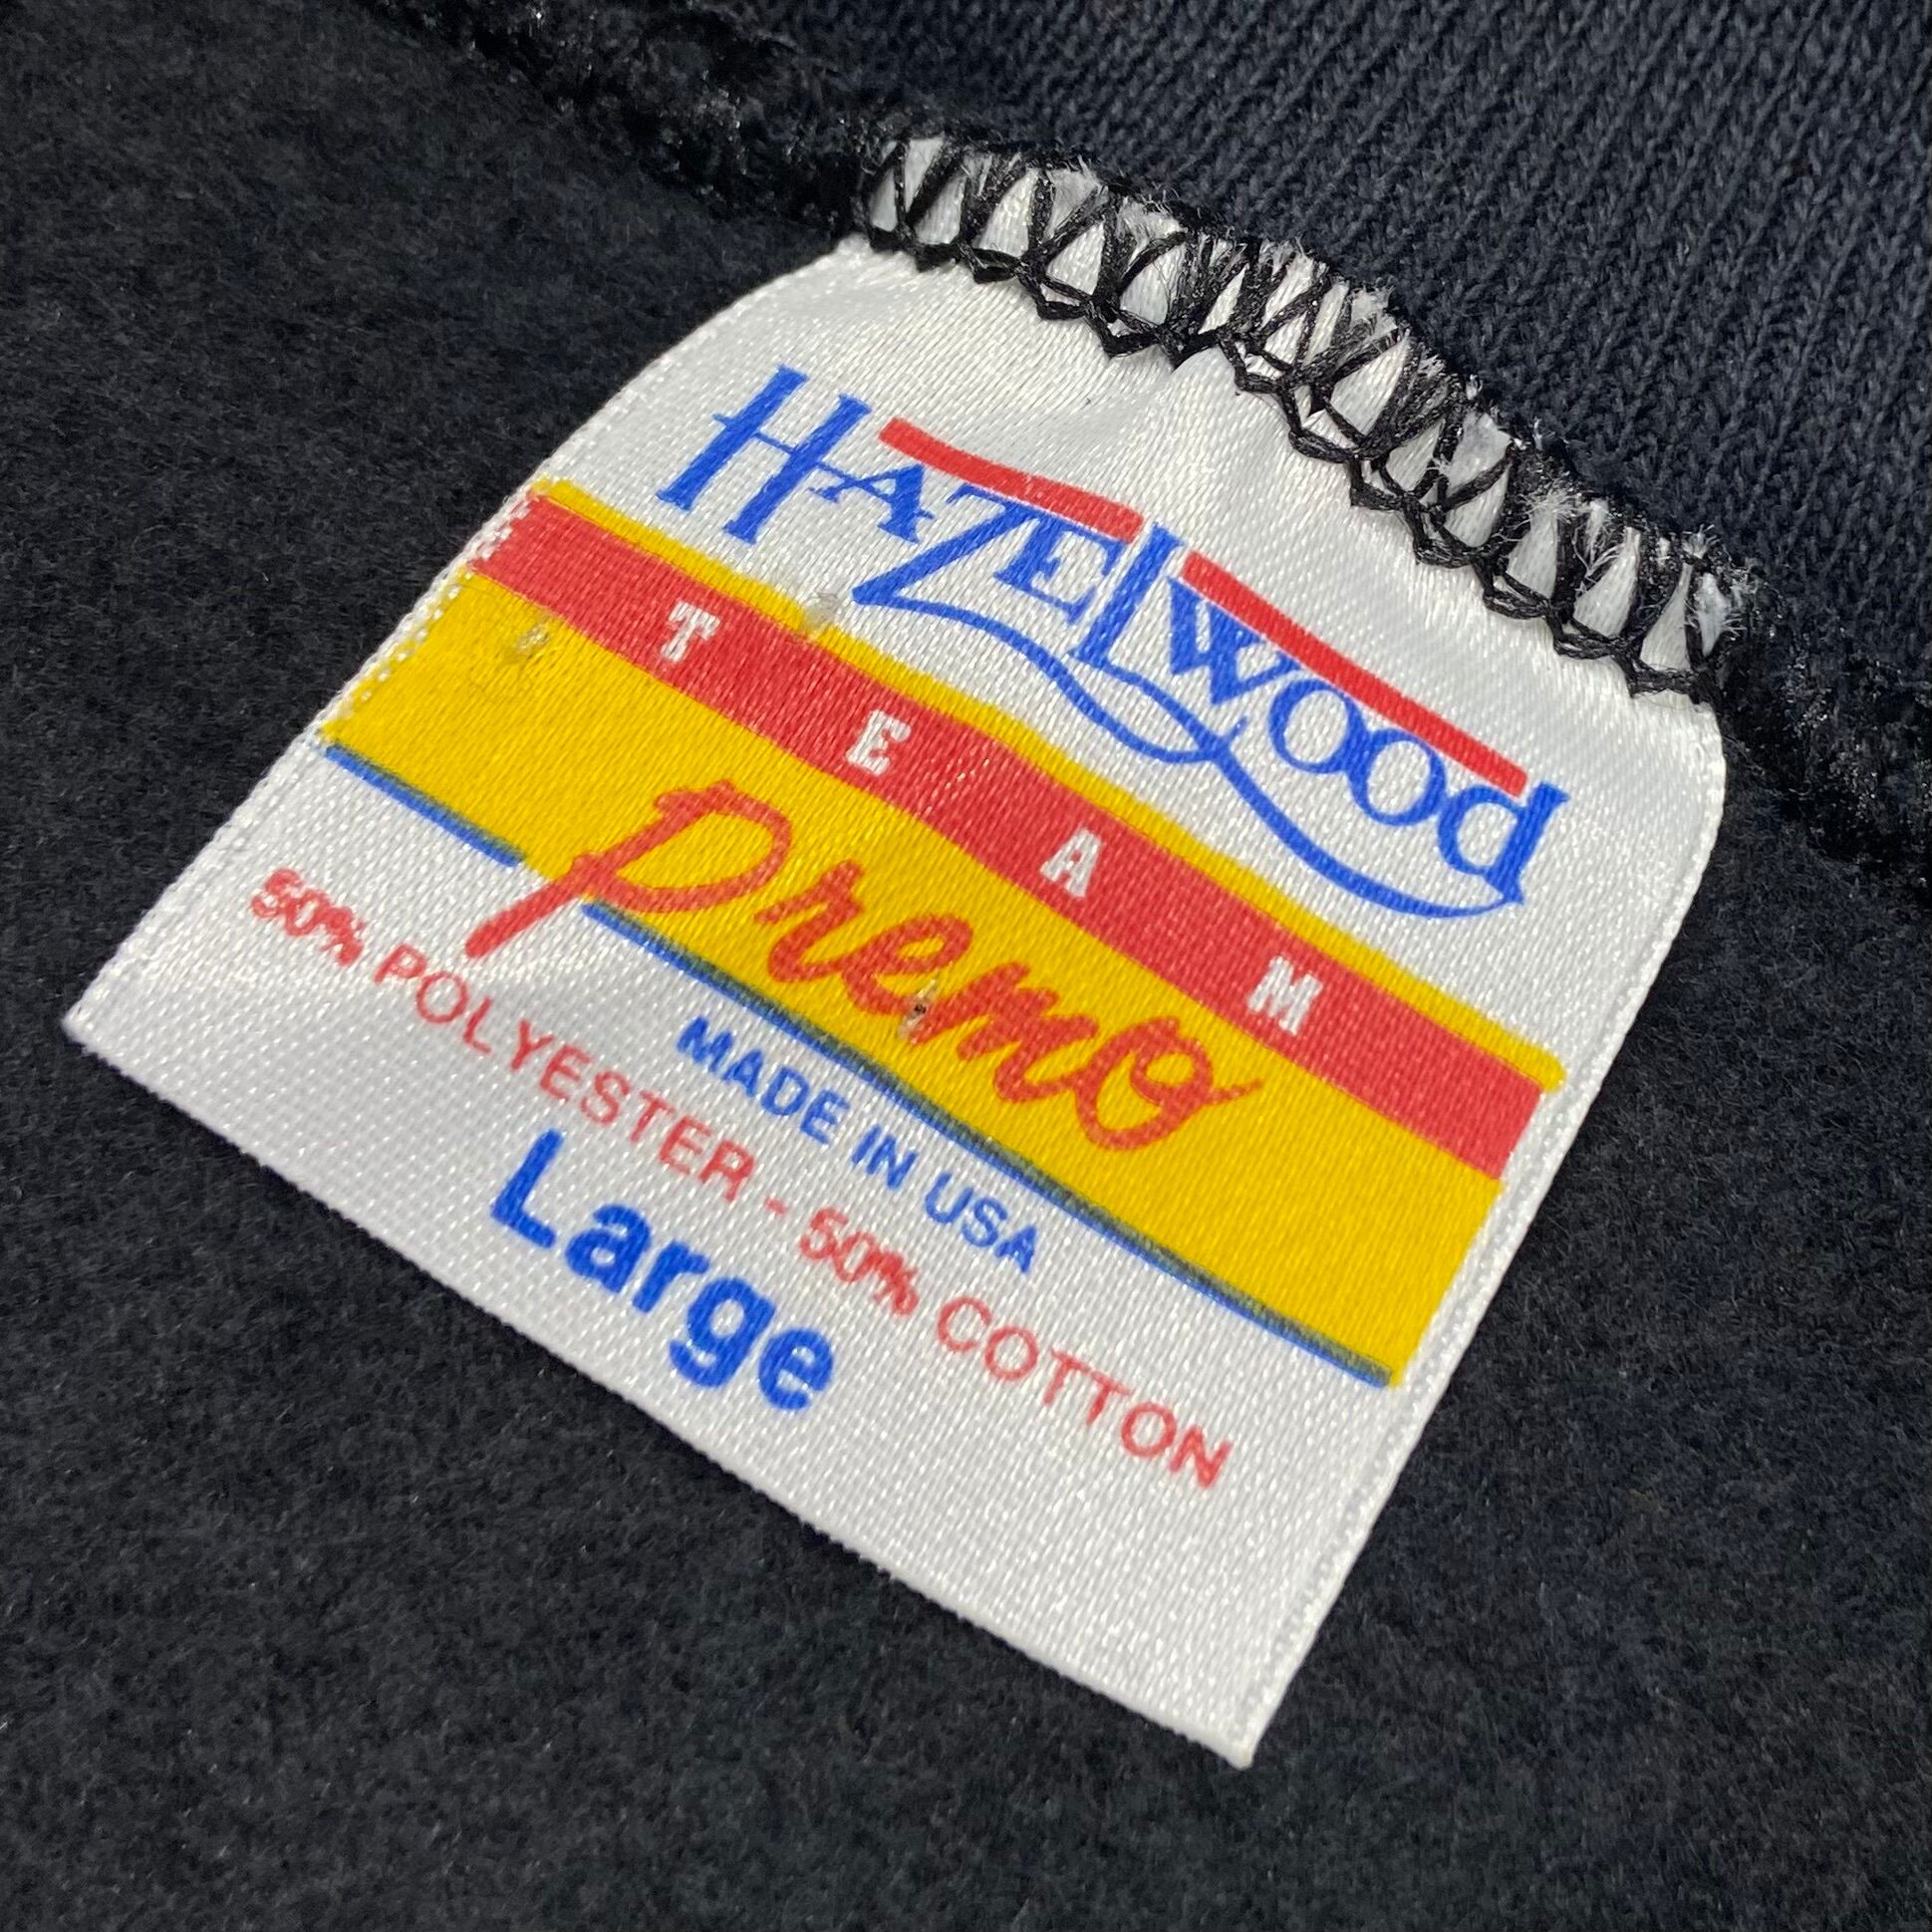 HAZElwood
TEAM
Premo
MADE IN USA
50% POLYESTER - 50% COTTON
Large